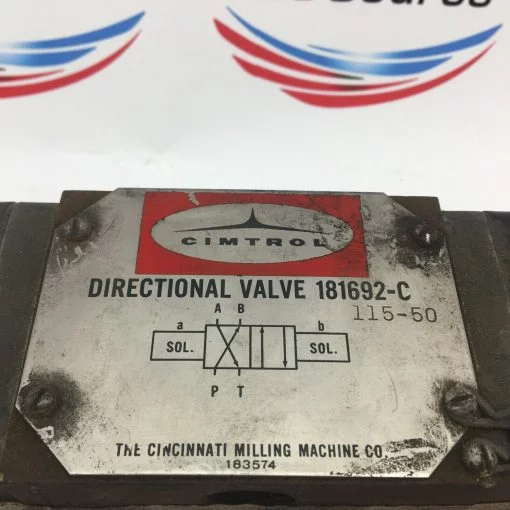 CIMTROL
DIRECTIONAL VALVE 181692-C
115-50
A B
a b
SOL. SOL.
P T
THE CINCINNATI MILLING MACHINE CO.
183574